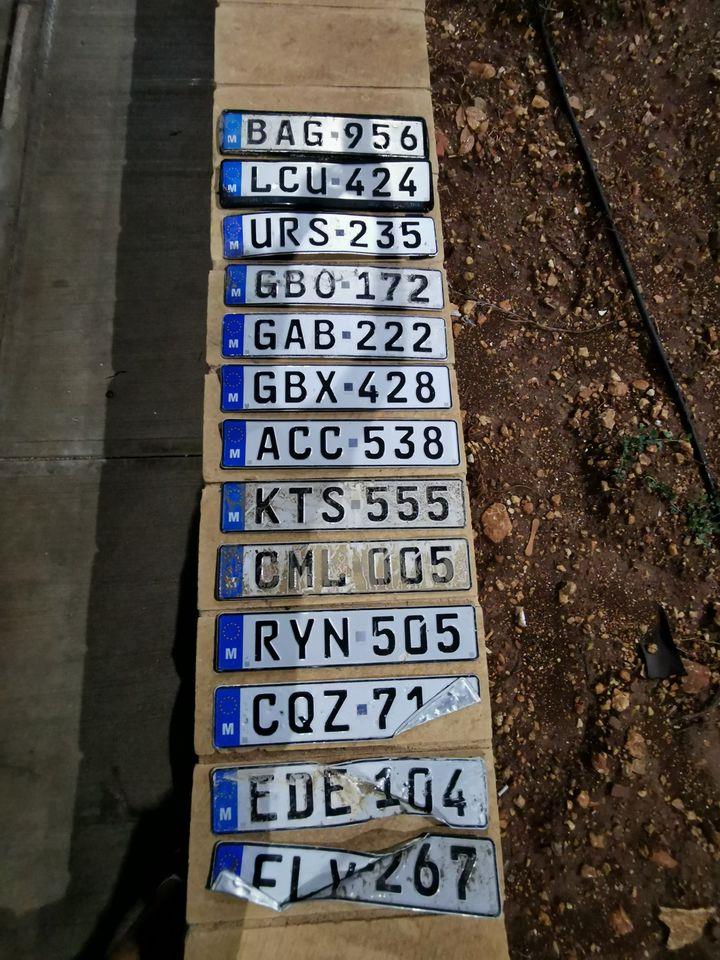 M BAG 956
M LCU 424
M URS 235
M GBO 172
M GAB 222
M GBX 428
M ACC 538
M KTS 555
M CML 005
M RYN 505
M CQZ 71
M EDE 104
267